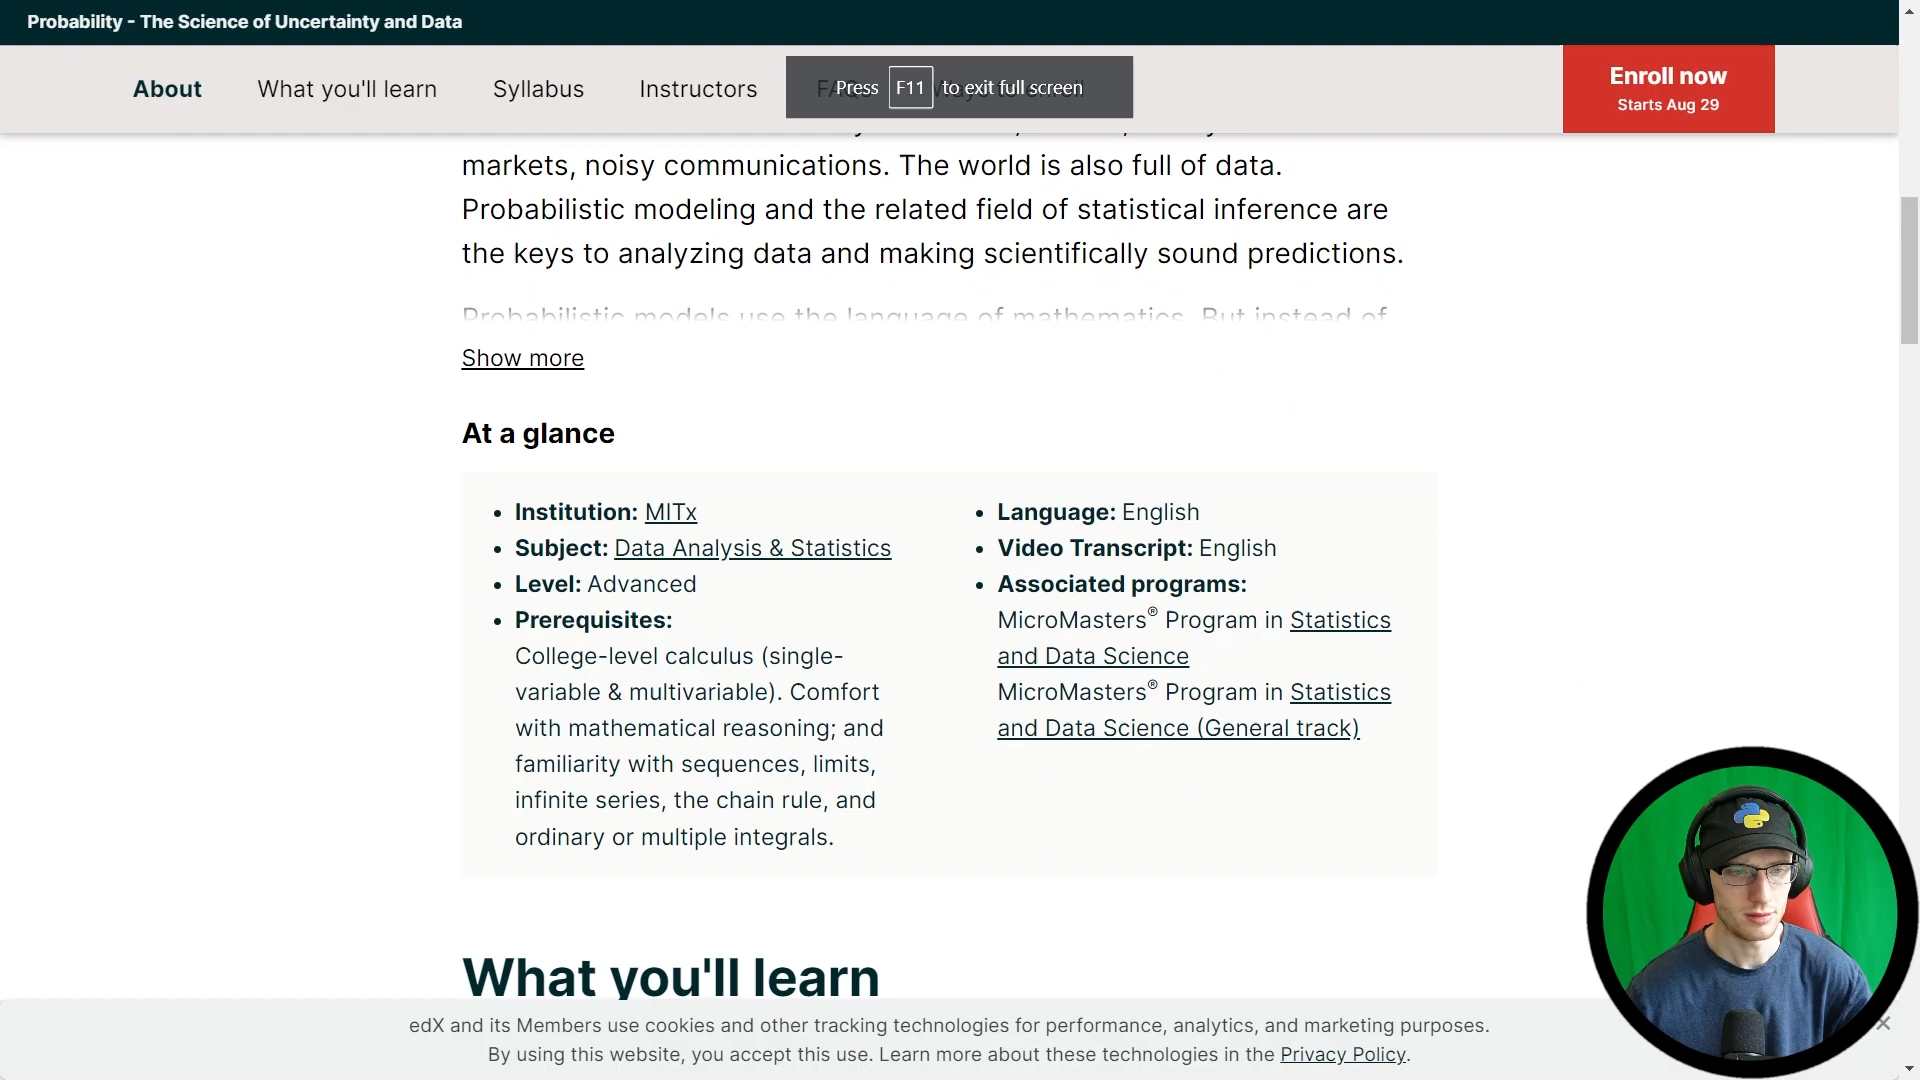 Probability - The Science of Uncertainty and Data
About What you'll learn Syllabus Instructors
Press F11 to exit full screen
Enroll now
Starts Aug 29
markets, noisy communications. The world is also full of data.
Probabilistic modeling and the related field of statistical inference are
the keys to analyzing data and making scientifically sound predictions.
Probabilistic models use the language of mathematics. But instead of
Show more
At a glance
• Institution: MITx
• Subject: Data Analysis & Statistics
• Level: Advanced
• Prerequisites:
College-level calculus (single-
variable & multivariable). Comfort
with mathematical reasoning; and
familiarity with sequences, limits,
infinite series, the chain rule, and
ordinary or multiple integrals.
• Language: English
• Video Transcript: English
• Associated programs:
MicroMasters® Program in Statistics
and Data Science
MicroMasters® Program in Statistics
and Data Science (General track)
What you'll learn
edX and its Members use cookies and other tracking technologies for performance, analytics, and marketing purposes.
By using this website, you accept this use. Learn more about these technologies in the Privacy Policy.